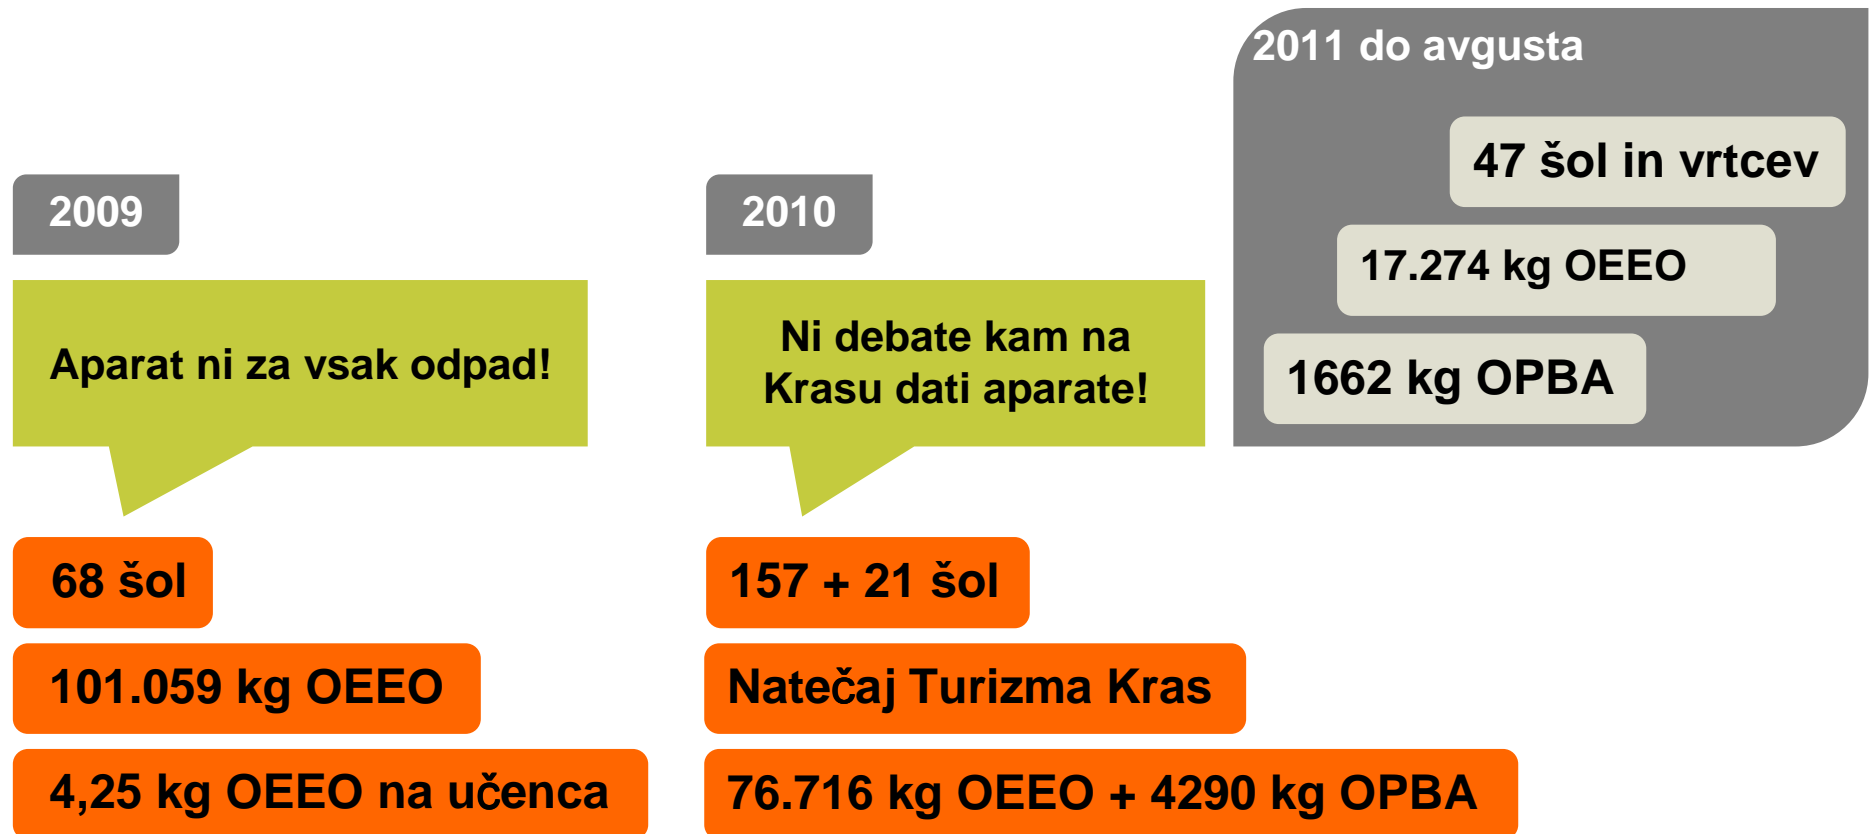 2009
Aparat ni za vsak odpad!
68 šol
101.059 kg OEEO
4,25 kg OEEO na učenca
2010
Ni debate kam na
Krasu dati aparate!
157 + 21 šol
Natečaj Turizma Kras
76.716 kg OEEO + 4290 kg OPBA
2011 do avgusta
47 šol in vrtcev
17.274 kg OEEO
1662 kg OPBA